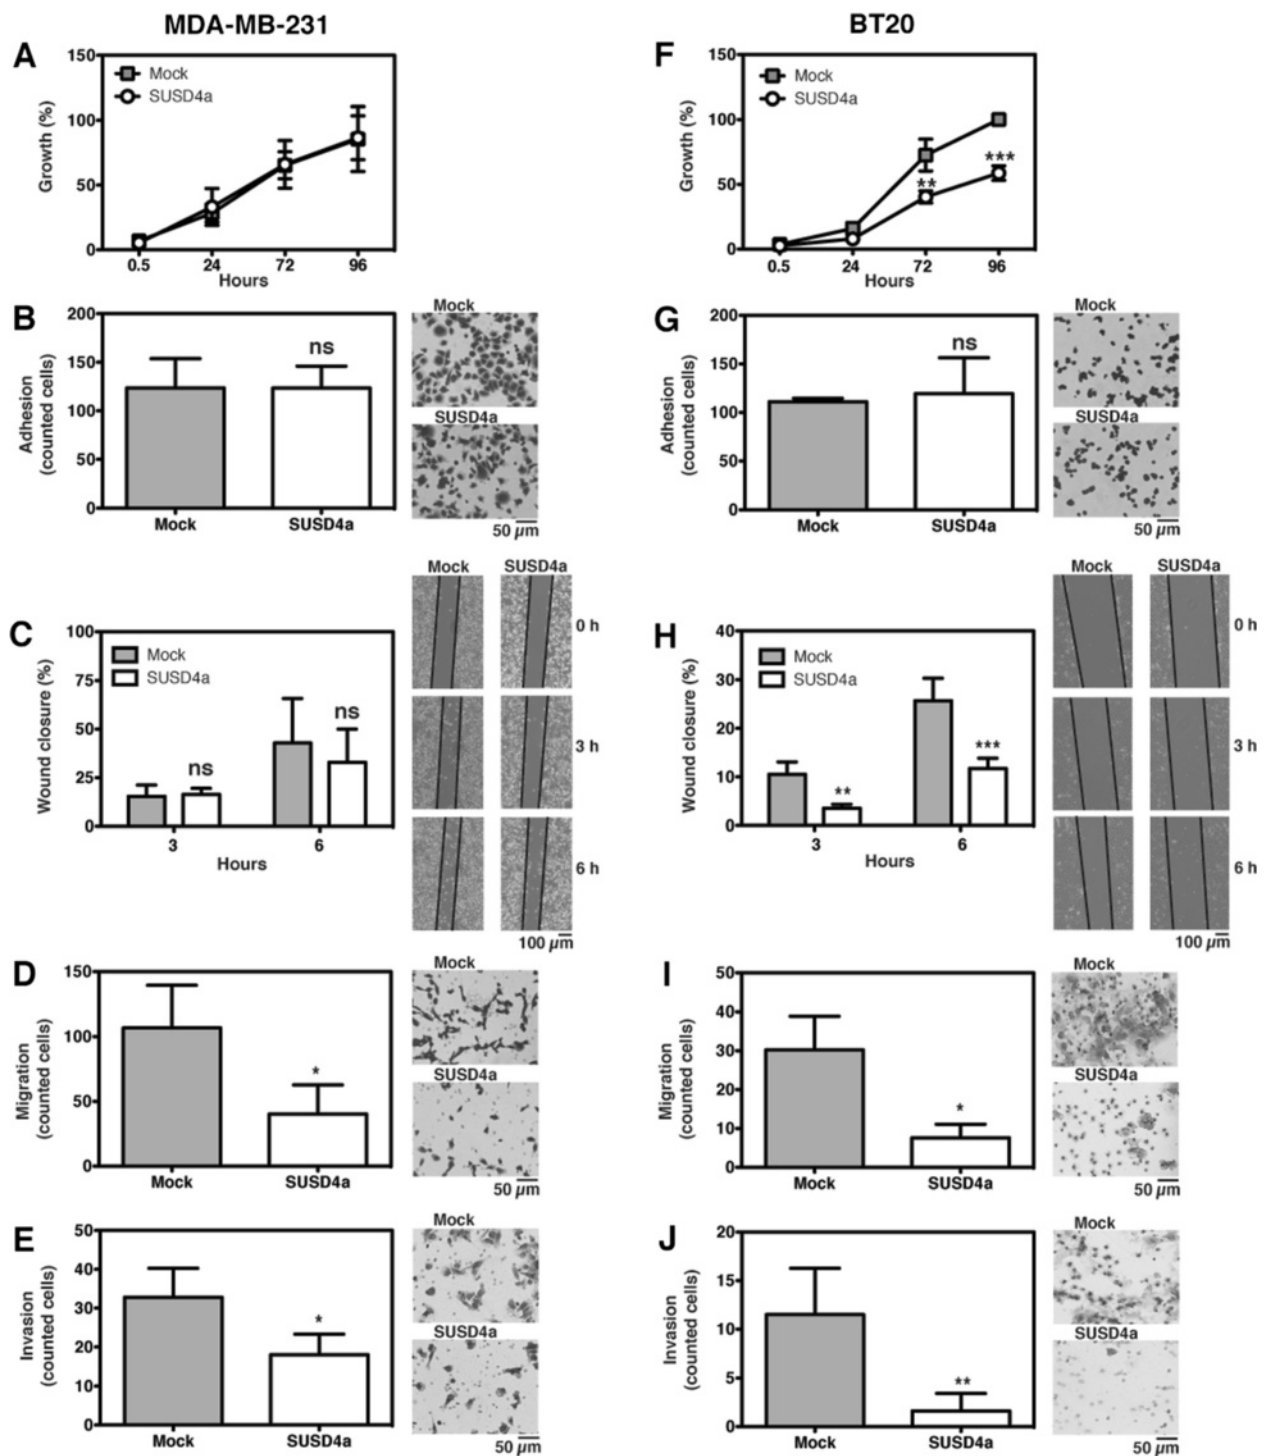 MDA-MB-231
BT20
A
150
100
50
0
Growth (%)
Mock
SUSD4a
0.5 24 72 96
Hours
F
150
100
50
0
Growth (%)
Mock
SUSD4a
**
***
0.5 24 72 96
Hours
B
200
150
100
50
0
Adhesion
(counted cells)
ns
Mock SUSD4a
Mock
SUSD4a
50 µm
G
200
150
100
50
0
Adhesion
(counted cells)
ns
Mock SUSD4a
Mock
SUSD4a
50 µm
C
100
75
50
25
0
Wound closure (%)
Mock
SUSD4a
ns
ns
3 6
Hours
Mock SUSD4a
0 h
3 h
6 h
100 µm
H
40
30
20
10
0
Wound closure (%)
Mock
SUSD4a
**
***
3 6
Hours
Mock SUSD4a
0 h
3 h
6 h
100 µm
D
150
100
50
0
Migration
(counted cells)
*
Mock SUSD4a
Mock
SUSD4a
50 µm
I
50
40
30
20
10
0
Migration
(counted cells)
*
Mock SUSD4a
Mock
SUSD4a
50 µm
E
50
40
30
20
10
0
Invasion
(counted cells)
*
Mock SUSD4a
Mock
SUSD4a
50 µm
J
20
15
10
5
0
Invasion
(counted cells)
**
Mock SUSD4a
Mock
SUSD4a
50 µm